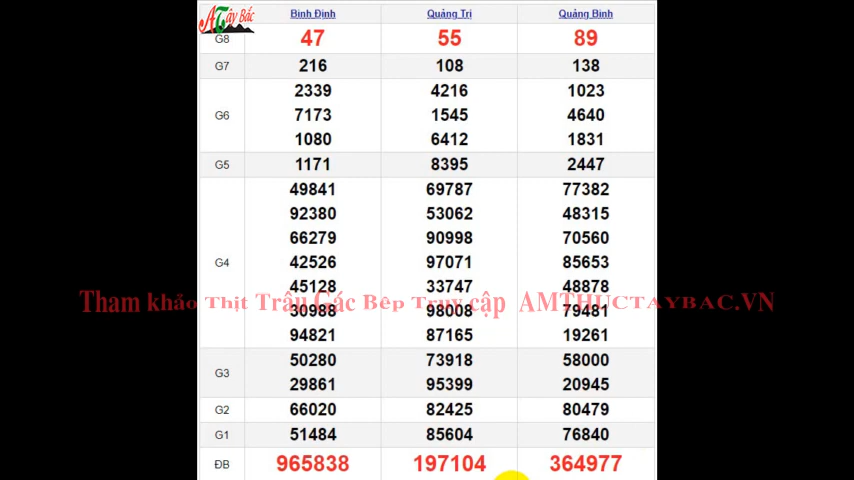 ATây Bắc
Bình Định Quảng Trị Quảng Bình
G8 47 55 89
G7 216 108 138
2339 4216 1023
G6 7173 1545 4640
1080 6412 1831
G5 1171 8395 2447
49841 69787 77382
92380 53062 48315
66279 90998 70560
G4 42526 97071 85653
45128 33747 48878
Tham khảo Thịt Trâu Gác Bếp Truy cập AMTHUCTAYBAC.VN
30988 98008 79481
94821 87165 19261
50280 73918 58000
G3
29861 95399 20945
G2 66020 82425 80479
G1 51484 85604 76840
ĐB 965838 197104 364977